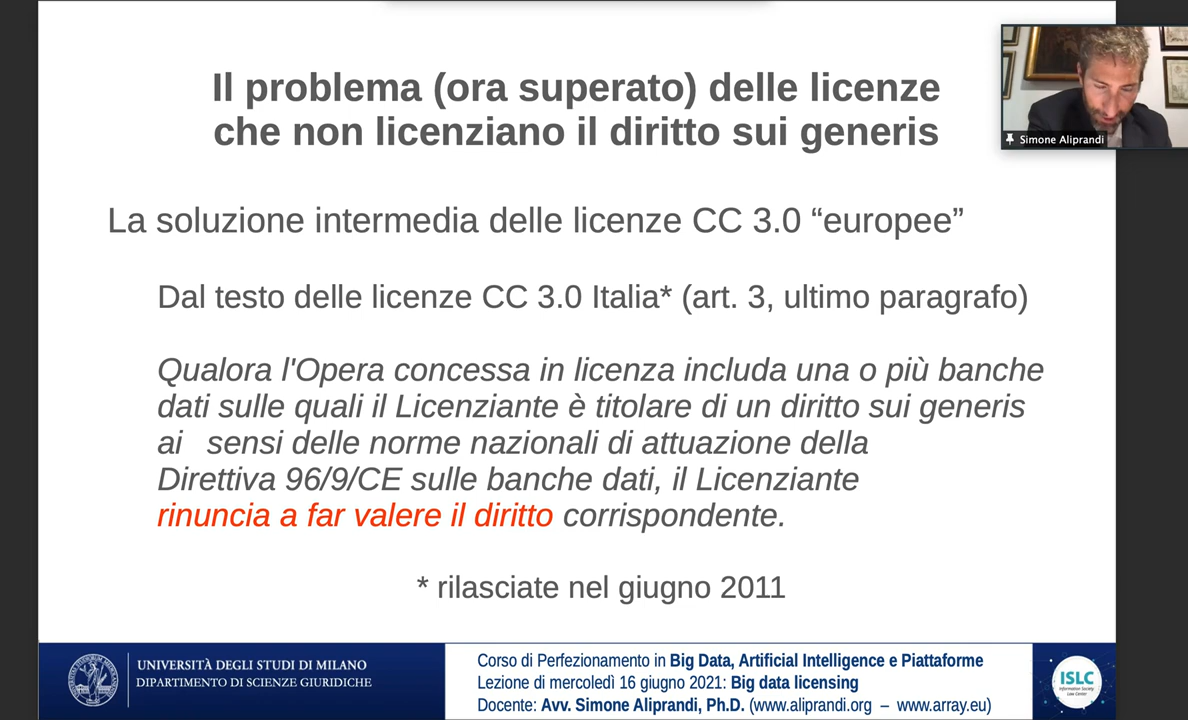 Il problema (ora superato) delle licenze
che non licenziano il diritto sui generis
Simone Aliprandi
La soluzione intermedia delle licenze CC 3.0 “europee”
Dal testo delle licenze CC 3.0 Italia* (art. 3, ultimo paragrafo)
Qualora l'Opera concessa in licenza includa una o più banche
dati sulle quali il Licenziante è titolare di un diritto sui generis
ai sensi delle norme nazionali di attuazione della
Direttiva 96/9/CE sulle banche dati, il Licenziante
rinuncia a far valere il diritto corrispondente.
* rilasciate nel giugno 2011
UNIVERSITÀ DEGLI STUDI DI MILANO
DIPARTIMENTO DI SCIENZE GIURIDICHE
Corso di Perfezionamento in Big Data, Artificial Intelligence e Piattaforme
Lezione di mercoledì 16 giugno 2021: Big data licensing
Docente: Avv. Simone Aliprandi, Ph.D. (www.aliprandi.org – www.array.eu)
ISLC
Information Society
Law Center